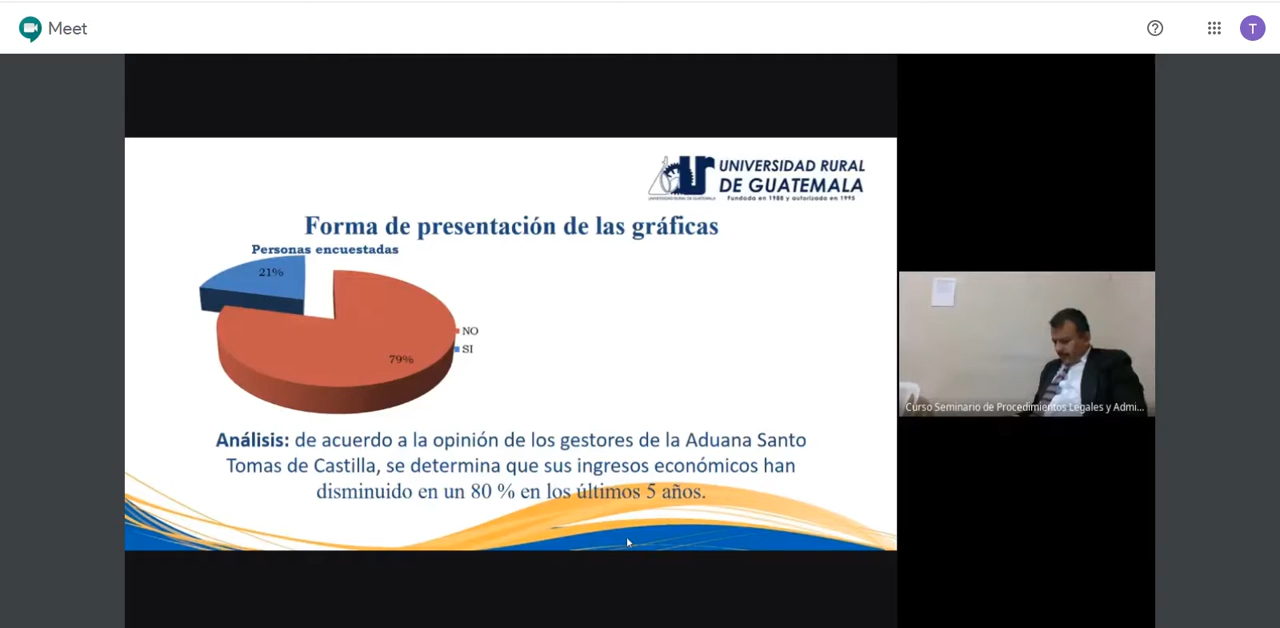 Meet
T
UNIVERSIDAD RURAL
DE GUATEMALA
Fundada en 1988 y autorizada en 1995
Forma de presentación de las gráficas
Personas encuestadas
21%
79%
NO
SI
Análisis: de acuerdo a la opinión de los gestores de la Aduana Santo
Tomas de Castilla, se determina que sus ingresos económicos han
disminuido en un 80 % en los últimos 5 años.
Curso Seminario de Procedimientos Legales y Admi...